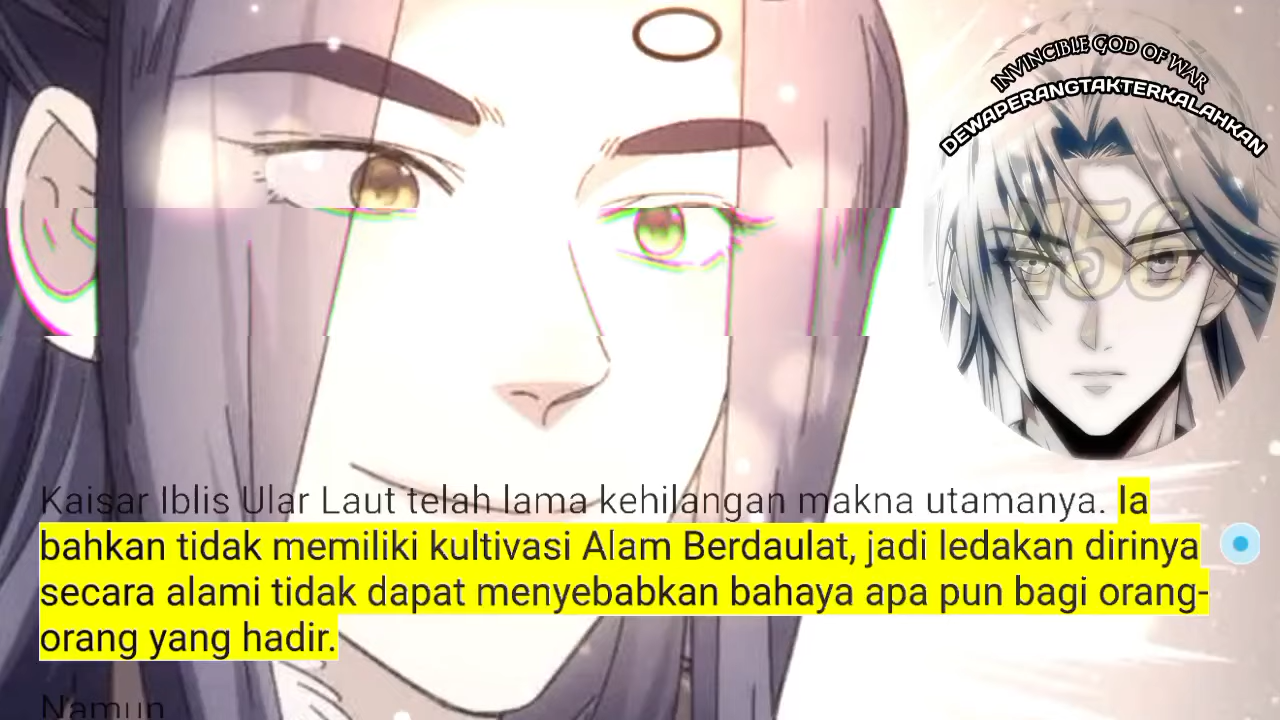 INVINCIBLE GOD OF WAR
DEWAPERANGTAKTERKALAHKAN
Kaisar Iblis Ular Laut telah lama kehilangan makna utamanya. Ia
bahkan tidak memiliki kultivasi Alam Berdaulat, jadi ledakan dirinya
secara alami tidak dapat menyebabkan bahaya apa pun bagi orang-
orang yang hadir.
Namun